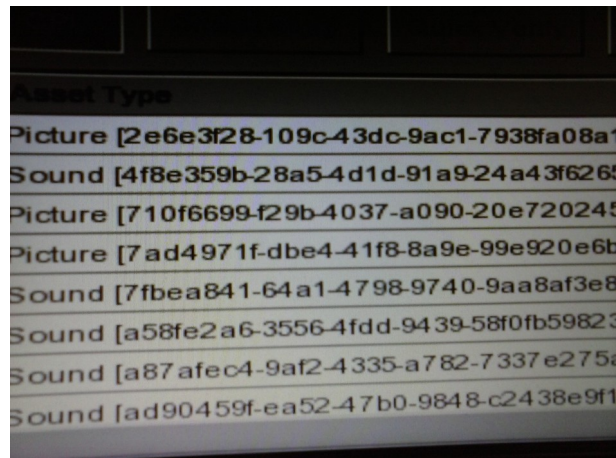 Asset Type
Picture [2e6e3f28-109c-43dc-9ac1-7938fa08a1
Sound [4f8e359b-28a5-4d1d-91a9-24a43f6265
Picture [710f6699-f29b-4037-a090-20e720245
Picture [7ad4971f-dbe4-41f8-8a9e-99e920e6b
Sound [7fbea841-64a1-4798-9740-9aa8af3e8
Sound [a58fe2a6-3556-4fdd-9439-58f0fb59823
Sound [a87afec4-9af2-4335-a782-7337e275a
Sound [ad90459f-ea52-47b0-9848-c2438e9f1